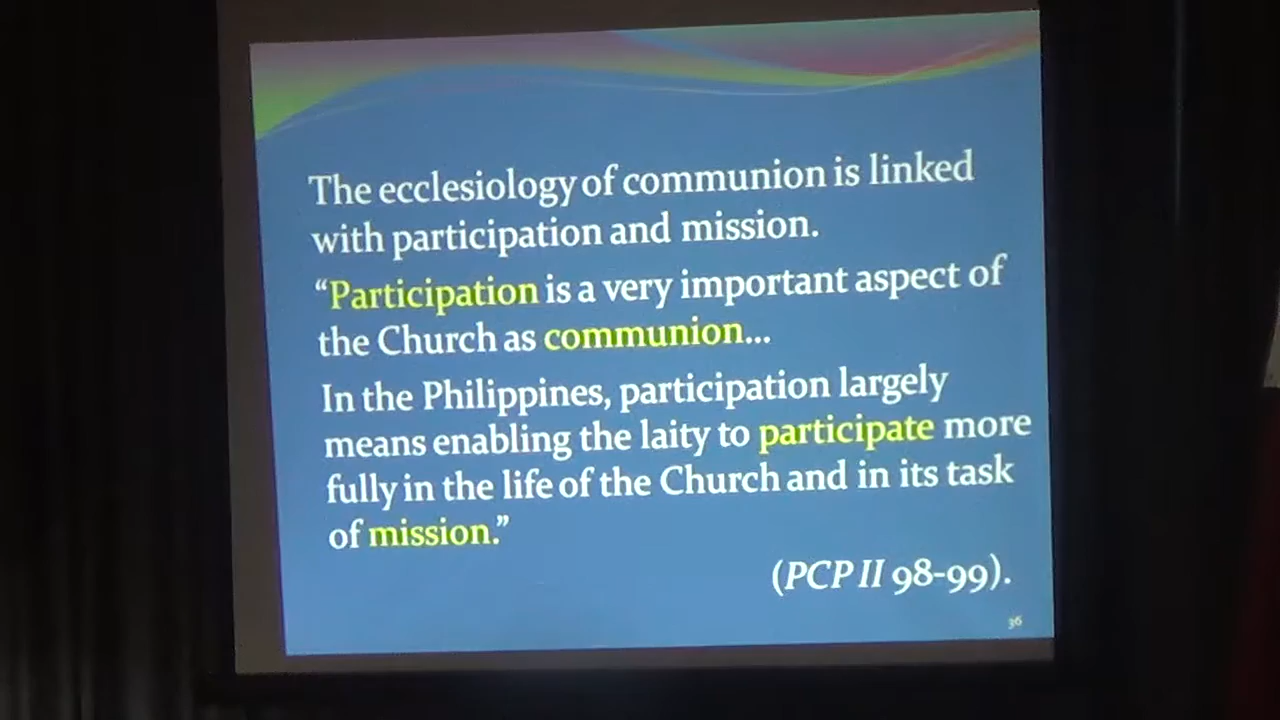 The ecclesiology of communion is linked
with participation and mission.
“Participation is a very important aspect of
the Church as communion...
In the Philippines, participation largely
means enabling the laity to participate more
fully in the life of the Church and in its task
of mission.”
(PCP II 98-99).
36